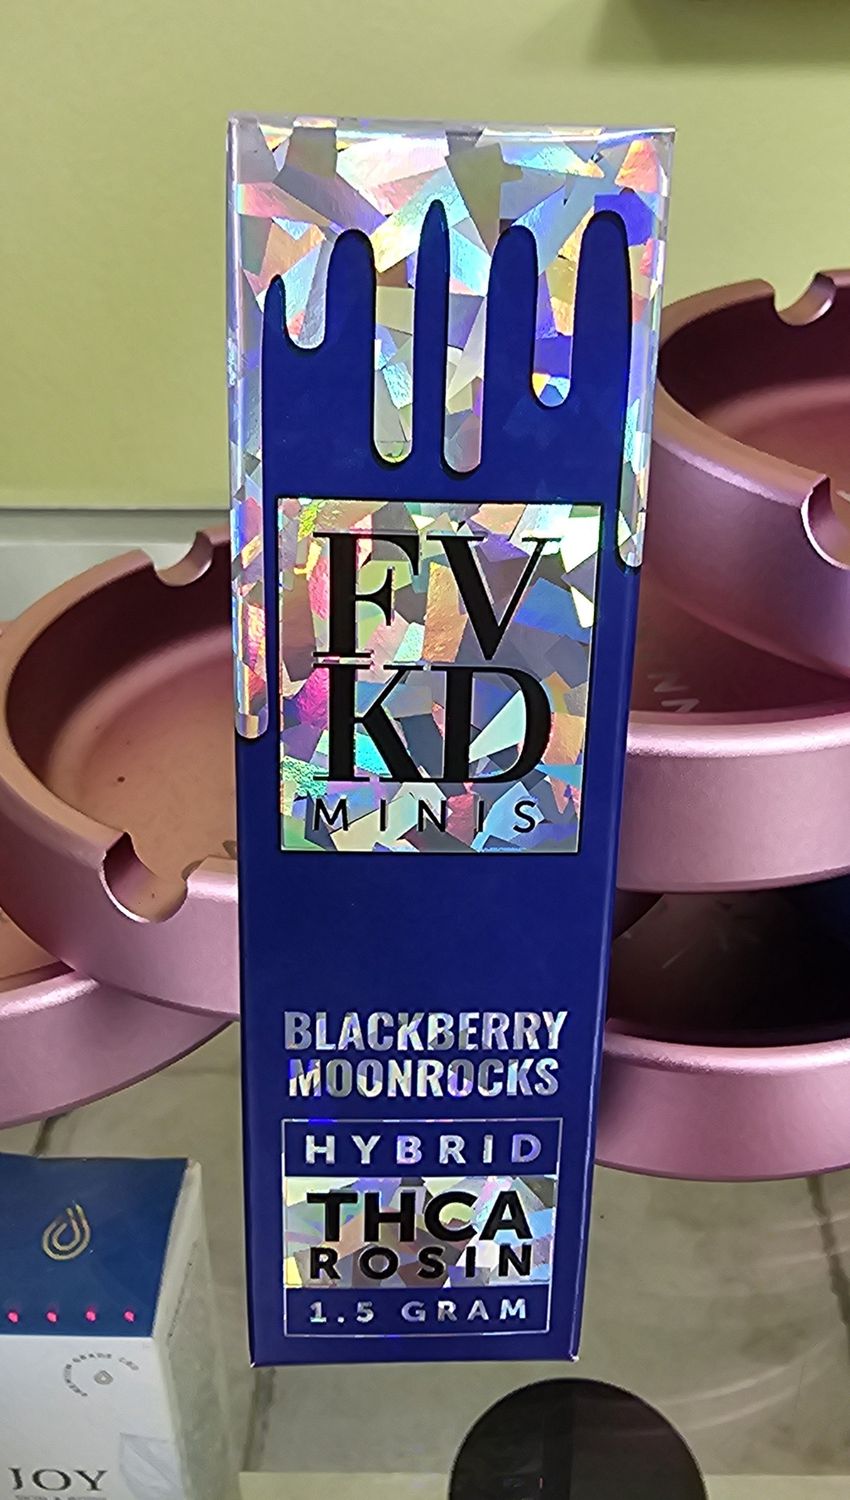 FV
KD
MINIS
BLACKBERRY
MOONROCKS
HYBRID
THCA
ROSIN
1.5 GRAM
JOY